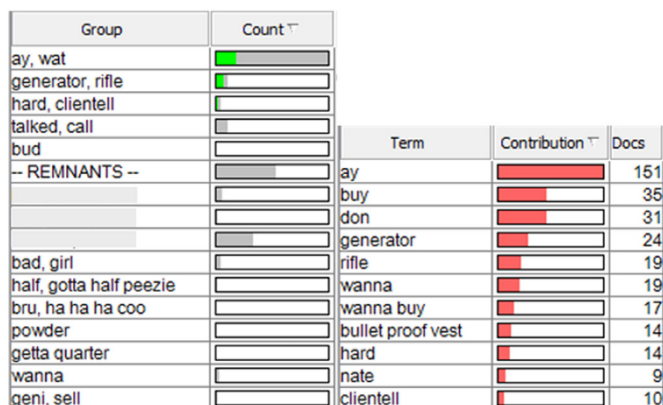 Group Count
ay, wat
generator, rifle
hard, clientell
talked, call
bud
-- REMNANTS --
bad, girl
half, gotta half peezie
bru, ha ha ha coo
powder
getta quarter
wanna
geni, sell
Term Contribution Docs
ay 151
buy 35
don 31
generator 24
rifle 19
wanna 19
wanna buy 17
bullet proof vest 14
hard 14
nate 9
clientell 10